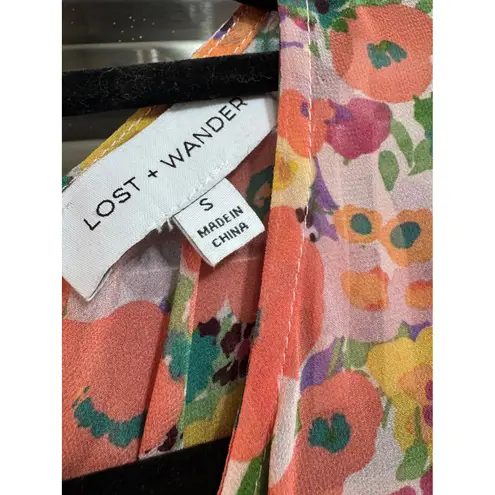 LOST + WANDER
S
MADE IN
CHINA